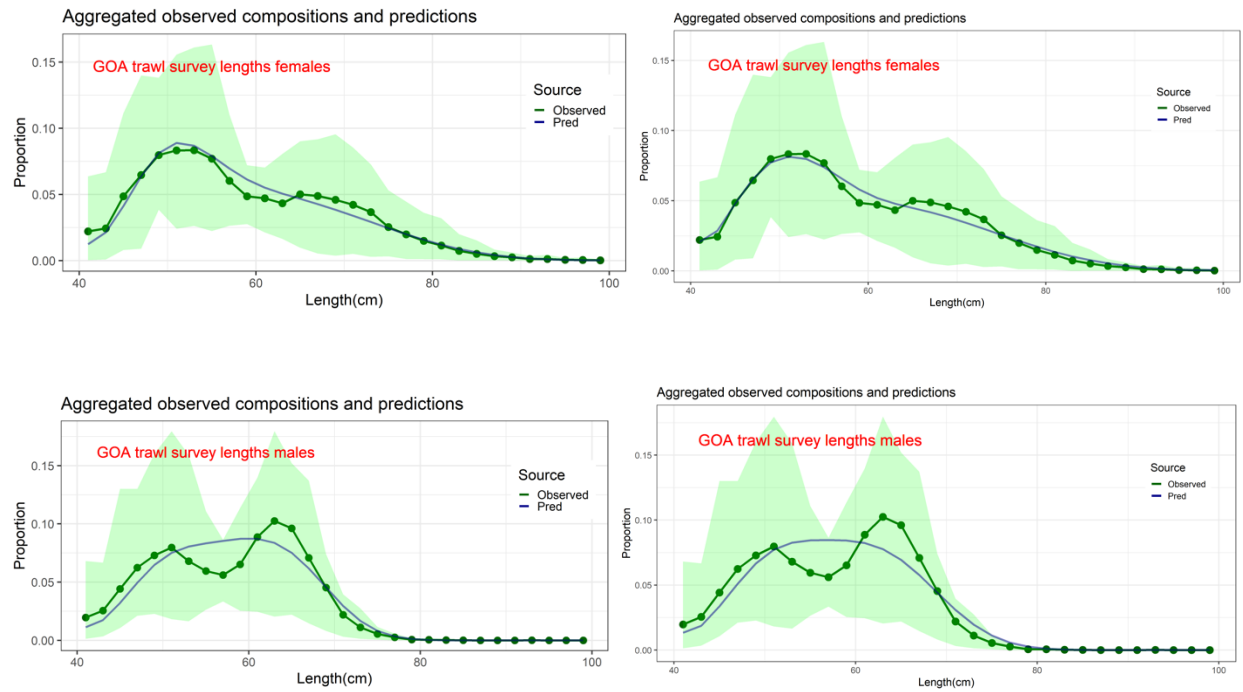 Aggregated observed compositions and predictions
GOA trawl survey lengths females
Source
Observed
Pred
Proportion
0.15
0.10
0.05
0.00
40
60
80
100
Length(cm)
Aggregated observed compositions and predictions
GOA trawl survey lengths females
Source
Observed
Pred
Proportion
0.15
0.10
0.05
0.00
40
60
80
100
Length(cm)
Aggregated observed compositions and predictions
GOA trawl survey lengths males
Source
Observed
Pred
Proportion
0.15
0.10
0.05
0.00
40
60
80
100
Length(cm)
Aggregated observed compositions and predictions
GOA trawl survey lengths males
Source
Observed
Pred
Proportion
0.15
0.10
0.05
0.00
40
60
80
100
Length(cm)